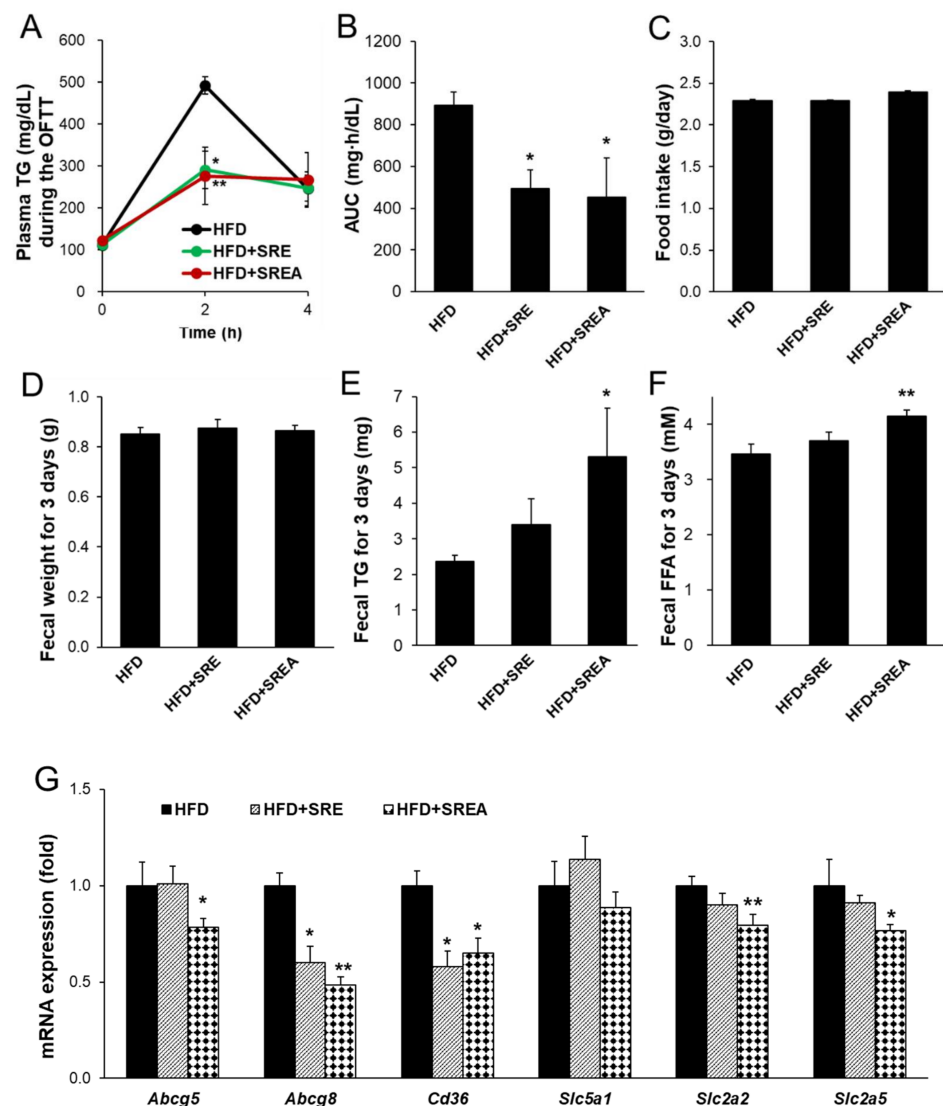 A
Plasma TG (mg/dL)
during the OFTT
600
500
400
300
200
100
0
*
**
HFD
HFD+SRE
HFD+SREA
0
2
4
Time (h)
B
AUC (mg·h/dL)
1200
1000
800
600
400
200
0
*
*
HFD
HFD+SRE
HFD+SREA
C
Food intake (g/day)
3.0
2.5
2.0
1.5
1.0
0.5
0.0
HFD
HFD+SRE
HFD+SREA
D
Fecal weight for 3 days (g)
1.0
0.8
0.6
0.4
0.2
0.0
HFD
HFD+SRE
HFD+SREA
E
Fecal TG for 3 days (mg)
7
6
5
4
3
2
1
0
*
HFD
HFD+SRE
HFD+SREA
F
Fecal FFA for 3 days (mM)
4
3
2
1
0
**
HFD
HFD+SRE
HFD+SREA
G
mRNA expression (fold)
1.5
1.0
0.5
0.0
HFD
HFD+SRE
HFD+SREA
*
*
**
*
*
**
*
Abcg5
Abcg8
Cd36
Slc5a1
Slc2a2
Slc2a5